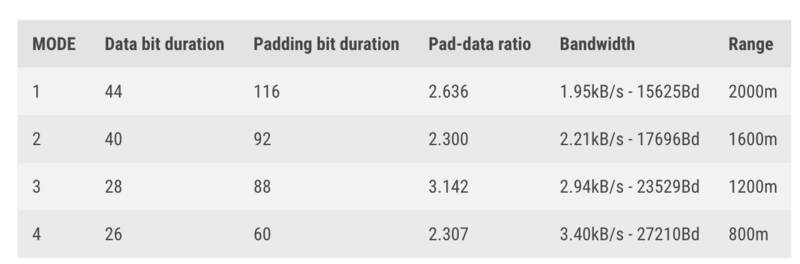 MODE Data bit duration Padding bit duration Pad-data ratio Bandwidth Range
1 44 116 2.636 1.95kB/s - 15625Bd 2000m
2 40 92 2.300 2.21kB/s - 17696Bd 1600m
3 28 88 3.142 2.94kB/s - 23529Bd 1200m
4 26 60 2.307 3.40kB/s - 27210Bd 800m